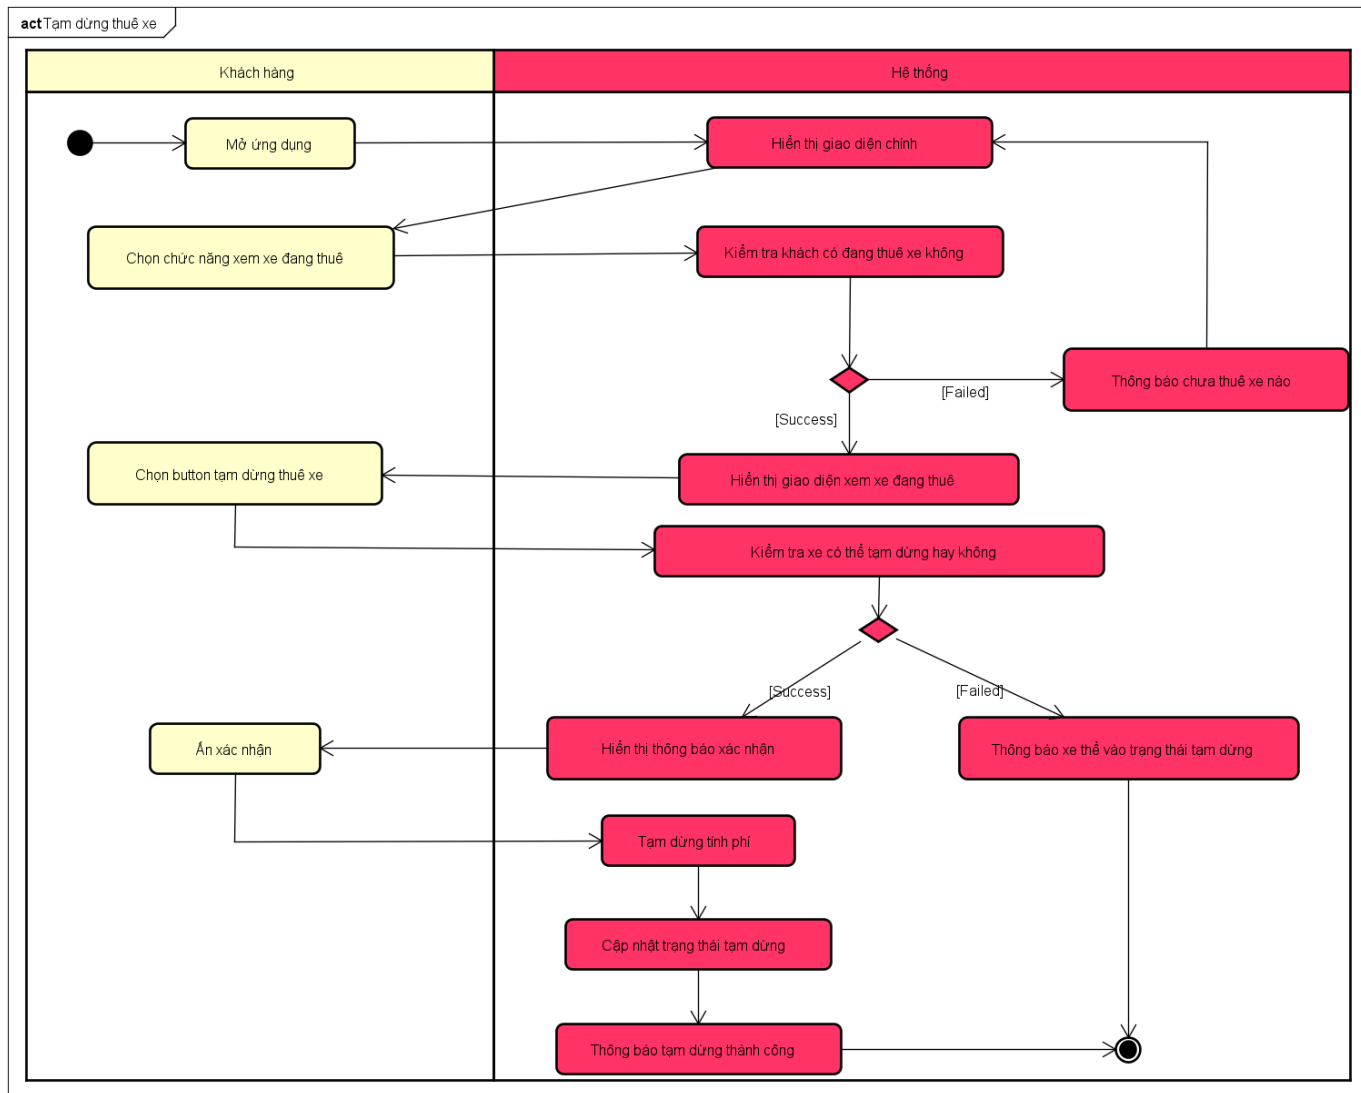 act Tạm dừng thuê xe
Khách hàng
Hệ thống
Mở ứng dụng
Hiển thị giao diện chính
Chọn chức năng xem xe đang thuê
Kiểm tra khách có đang thuê xe không
[Failed]
Thông báo chưa thuê xe nào
[Success]
Chọn button tạm dừng thuê xe
Hiển thị giao diện xem xe đang thuê
Kiểm tra xe có thể tạm dừng hay không
[Success]
[Failed]
Ấn xác nhận
Hiển thị thông báo xác nhận
Thông báo xe thể vào trạng thái tạm dừng
Tạm dừng tính phí
Cập nhật trạng thái tạm dừng
Thông báo tạm dừng thành công